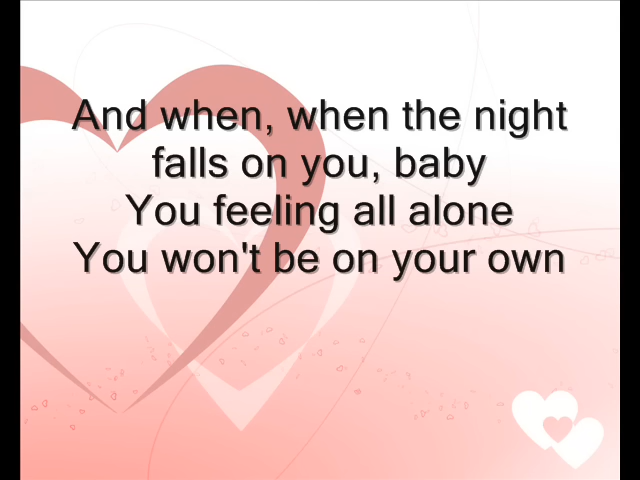 And when, when the night
falls on you, baby
You feeling all alone
You won't be on your own